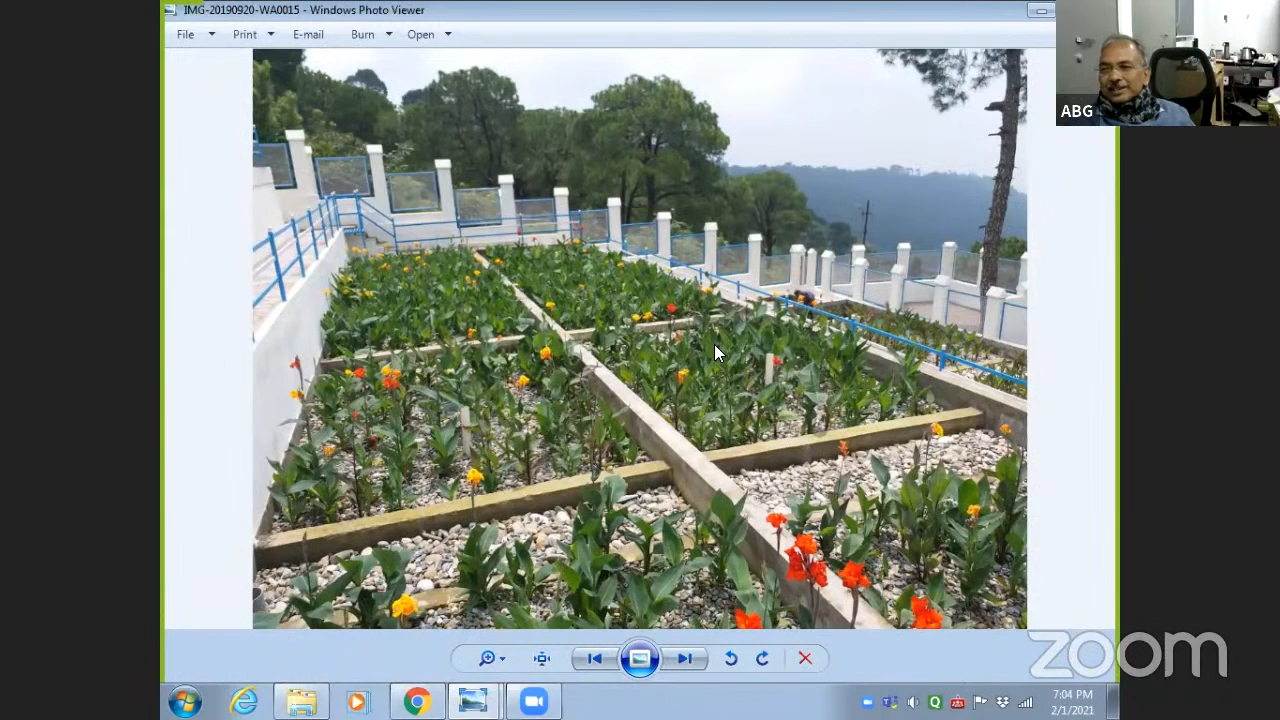 IMG-20190920-WA0015 - Windows Photo Viewer
File Print E-mail Burn Open
ABG
zoom
7:04 PM
2/1/2021